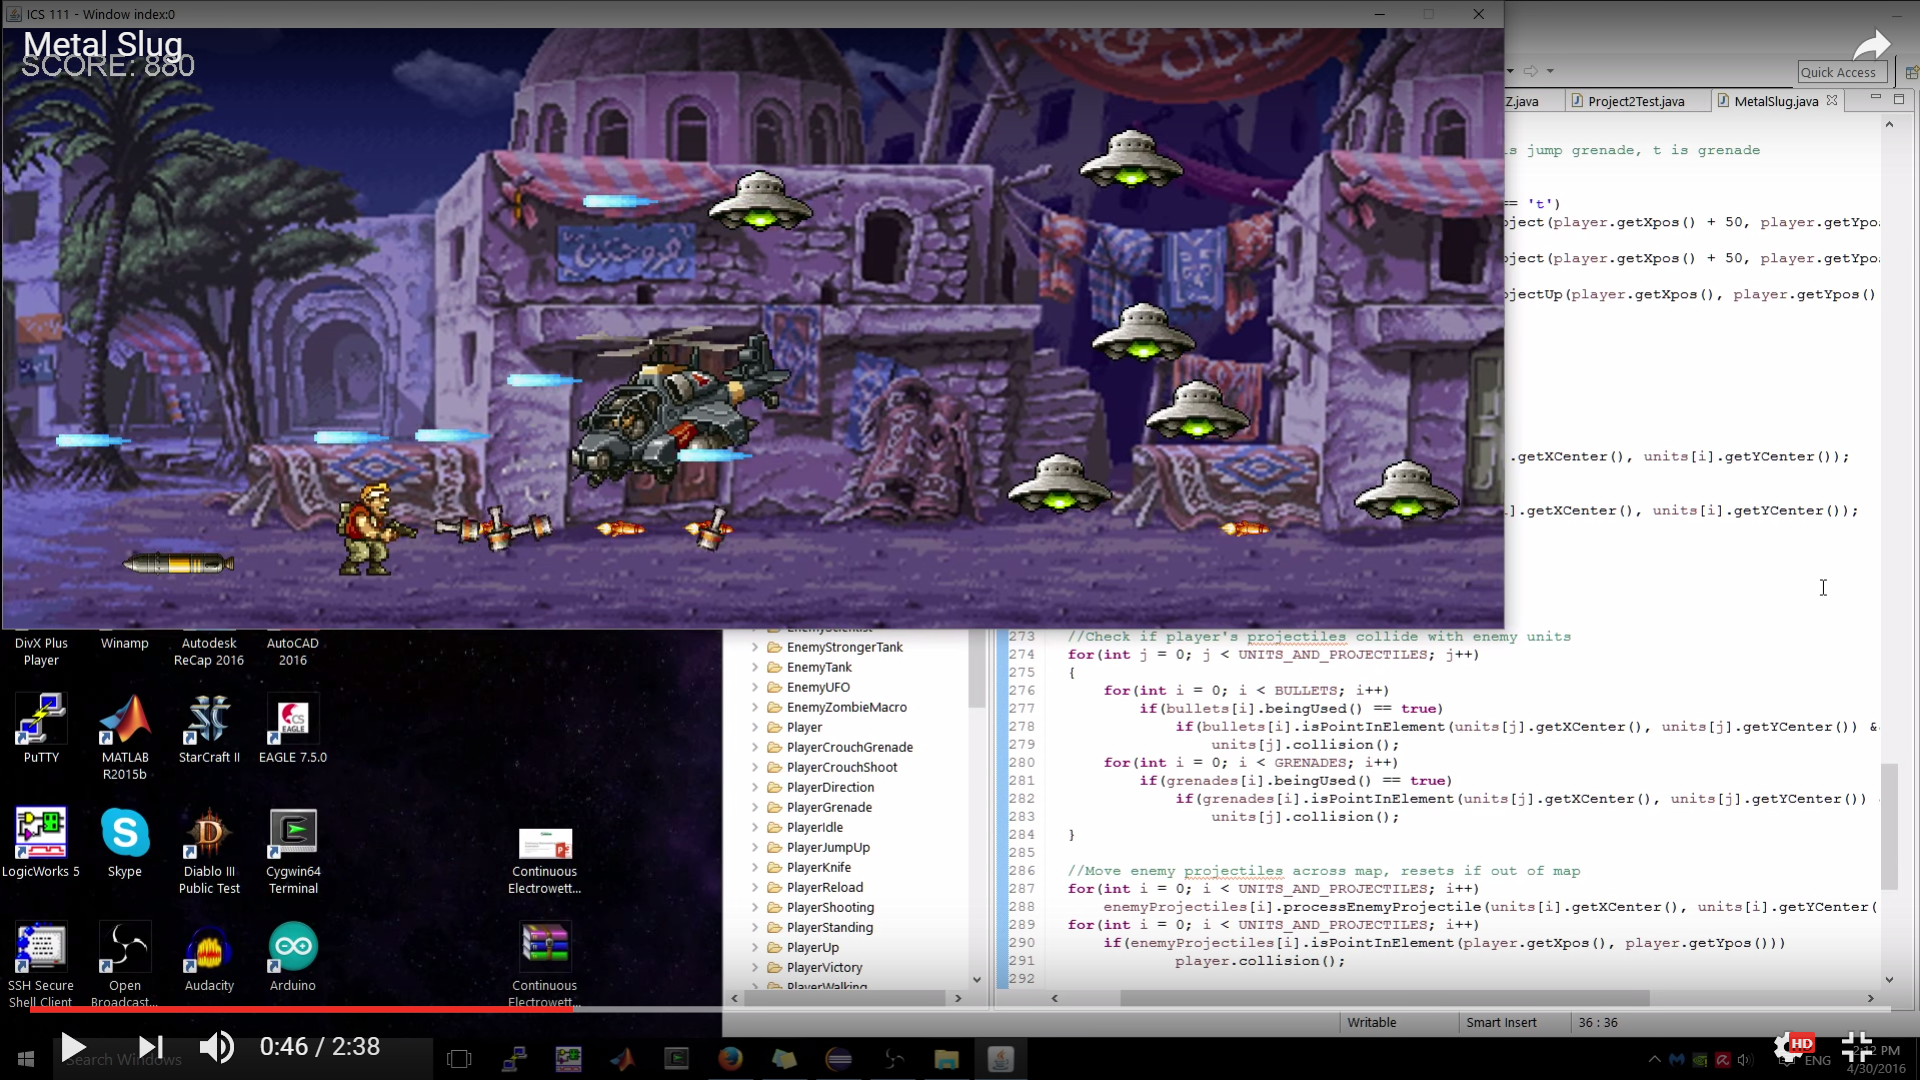 ICS 111 - Window index:0
Metal Slug
SCORE: 880
Quick Access
Z.java
Project2Test.java
MetalSlug.java
s jump grenade, t is grenade
== 't')
oject(player.getXpos() + 50, player.getYpo
oject(player.getXpos() + 50, player.getYpo
ojectUp(player.getXpos(), player.getYpos()
.getXCenter(), units[i].getYCenter());
].getXCenter(), units[i].getYCenter());
DivX Plus
Player
Winamp
Autodesk
ReCap 2016
AutoCAD
2016
PuTTY
MATLAB
R2015b
StarCraft II
EAGLE 7.5.0
LogicWorks 5
Skype
Diablo III
Public Test
Cygwin64
Terminal
Continuous
Electrowett...
SSH Secure
Shell Client
Open
Broadcast...
Audacity
Arduino
Continuous
Electrowett...
EnemyScientist
EnemyStrongerTank
EnemyTank
EnemyUFO
EnemyZombieMacro
Player
PlayerCrouchGrenade
PlayerCrouchShoot
PlayerDirection
PlayerGrenade
PlayerIdle
PlayerJumpUp
PlayerKnife
PlayerReload
PlayerShooting
PlayerStanding
PlayerUp
PlayerVictory
PlayerWalking
273 //Check if player's projectiles collide with enemy units
274 for(int j = 0; j < UNITS_AND_PROJECTILES; j++)
275 {
276 for(int i = 0; i < BULLETS; i++)
277 if(bullets[i].beingUsed() == true)
278 if(bullets[i].isPointInElement(units[j].getXCenter(), units[j].getYCenter()) &
279 units[j].collision();
280 for(int i = 0; i < GRENADES; i++)
281 if(grenades[i].beingUsed() == true)
282 if(grenades[i].isPointInElement(units[j].getXCenter(), units[j].getYCenter())
283 units[j].collision();
284 }
285
286 //Move enemy projectiles across map, resets if out of map
287 for(int i = 0; i < UNITS_AND_PROJECTILES; i++)
288 enemyProjectiles[i].processEnemyProjectile(units[i].getXCenter(), units[i].getYCenter(
289 for(int i = 0; i < UNITS_AND_PROJECTILES; i++)
290 if(enemyProjectiles[i].isPointInElement(player.getXpos(), player.getYpos()))
291 player.collision();
292
Writable
Smart Insert
36 : 36
0:46 / 2:38
Search Windows
HD
ENG
2:12 PM
4/30/2016